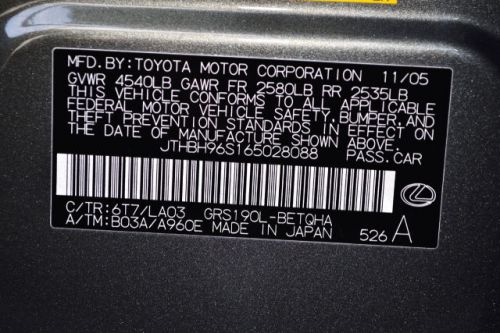 MFD.BY:TOYOTA MOTOR CORPORATION 11/05
GVWR 4540LB GAWR FR 2580LB RR 2535LB
THIS VEHICLE CONFORMS TO ALL APPLICABLE
FEDERAL MOTOR VEHICLE SAFETY,BUMPER,AND
THEFT PREVENTION STANDARDS IN EFFECT ON
THE DATE OF MANUFACTURE SHOWN ABOVE.
JTHBH96S165028088 PASS.CAR
C/TR:6T7/LA03 GRS190L-BETQHA
A/TM:B03A/A960E MADE IN JAPAN 526 A